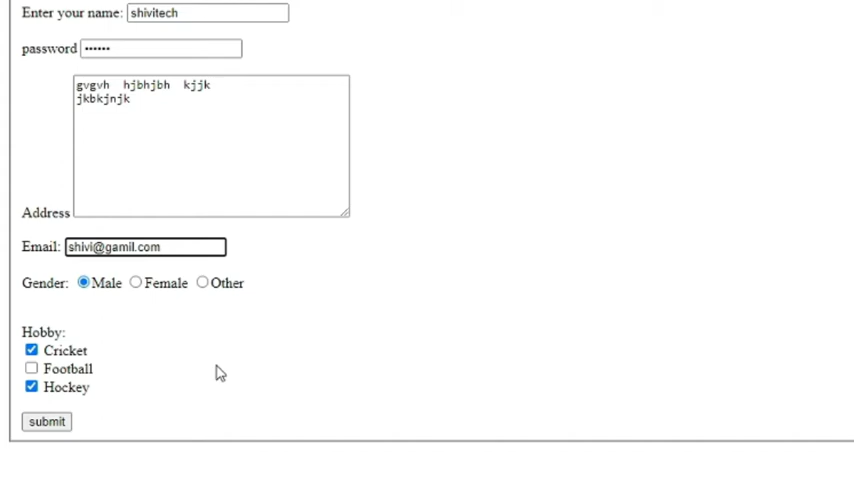 Enter your name: shivitech
password ••••••
gvgvh hjbhjbh kjjk
jkbkjnjk
Address
Email: shivi@gamil.com
Gender: Male Female Other
Hobby:
Cricket
Football
Hockey
submit